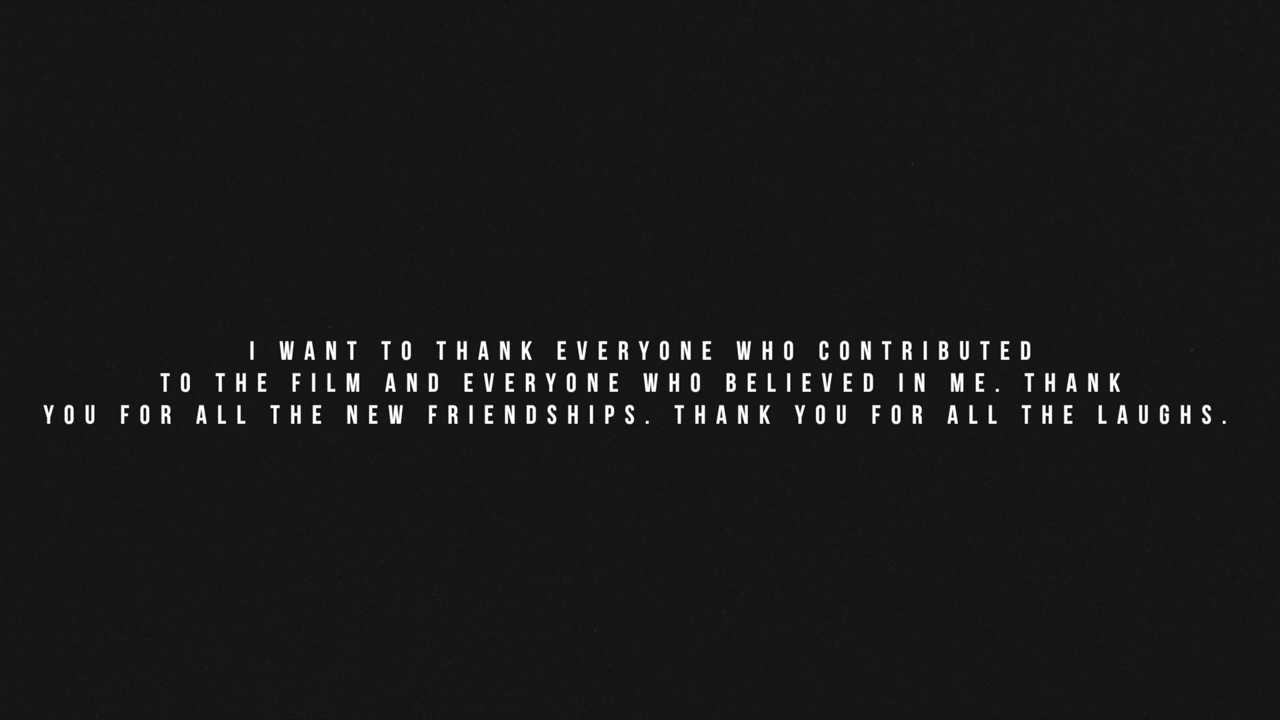 I WANT TO THANK EVERYONE WHO CONTRIBUTED
TO THE FILM AND EVERYONE WHO BELIEVED IN ME. THANK
YOU FOR ALL THE NEW FRIENDSHIPS. THANK YOU FOR ALL THE LAUGHS.